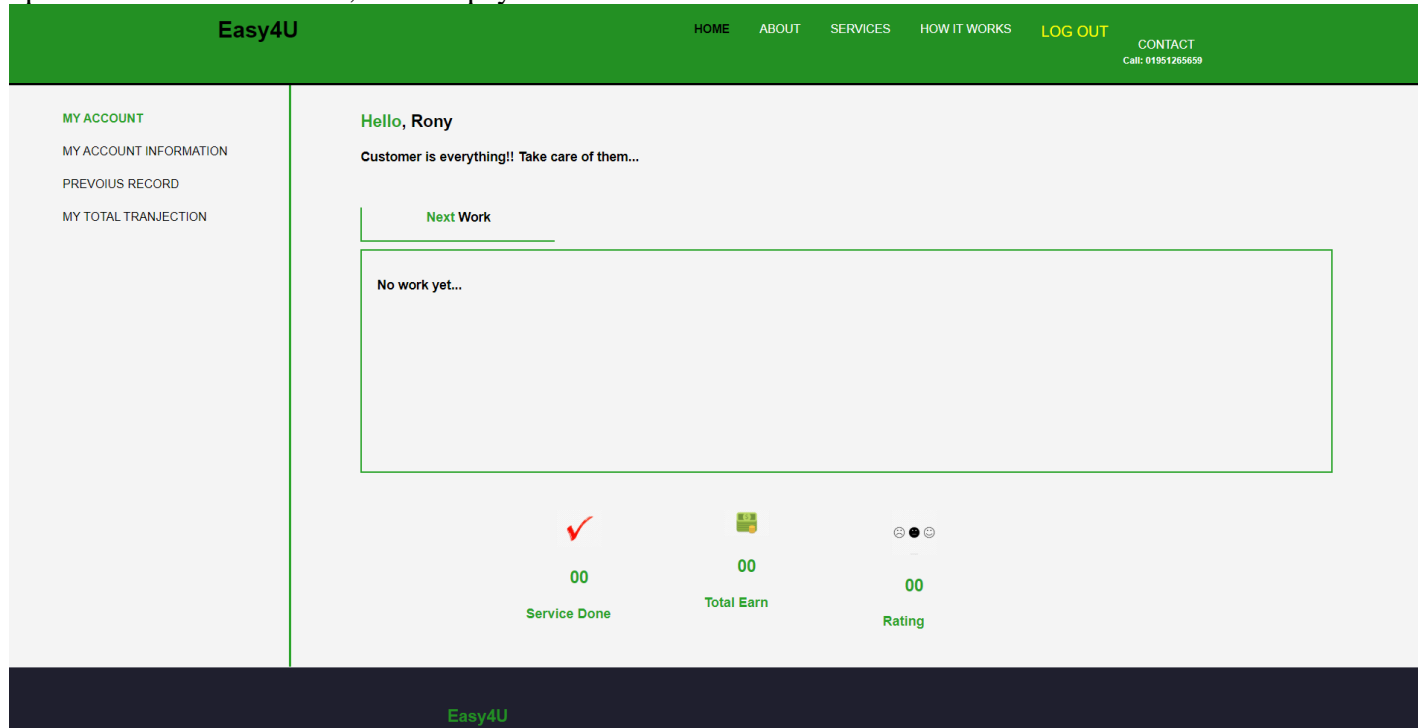 Easy4U
HOME ABOUT SERVICES HOW IT WORKS LOG OUT
CONTACT
Call: 01951265659
MY ACCOUNT
MY ACCOUNT INFORMATION
PREVOIUS RECORD
MY TOTAL TRANJECTION
Hello, Rony
Customer is everything!! Take care of them...
Next Work
No work yet...
00
Service Done
00
Total Earn
00
Rating
Easy4U